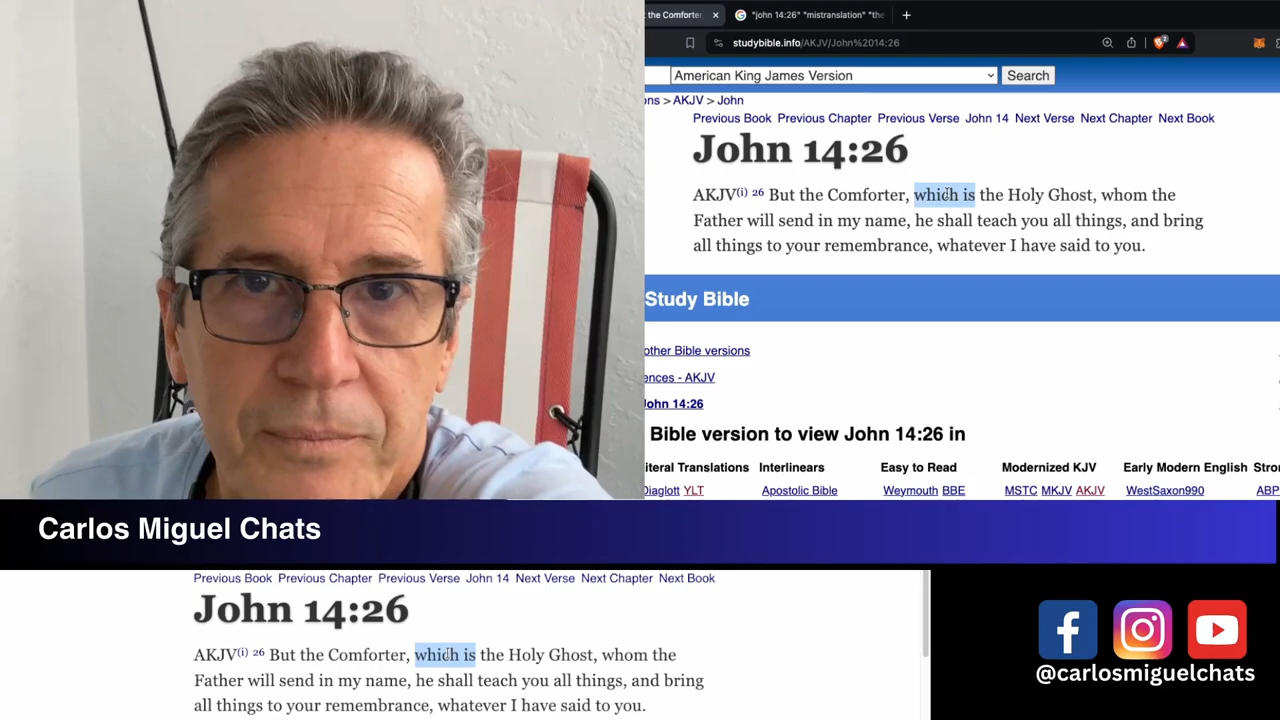 the Comforter,
"john 14:26" "mistranslation" "the
studybible.info/AKJV/John%2014:26
American King James Version
Search
> AKJV > John
Previous Book Previous Chapter Previous Verse John 14 Next Verse Next Chapter Next Book
John 14:26
AKJV(i) 26 But the Comforter, which is the Holy Ghost, whom the
Father will send in my name, he shall teach you all things, and bring
all things to your remembrance, whatever I have said to you.
Study Bible
other Bible versions
ences - AKJV
John 14:26
Bible version to view John 14:26 in
iteral Translations Interlinears Easy to Read Modernized KJV Early Modern English Stro
Diaglott YLT Apostolic Bible Weymouth BBE MSTC MKJV AKJV WestSaxon990 ABP
Carlos Miguel Chats
Previous Book Previous Chapter Previous Verse John 14 Next Verse Next Chapter Next Book
John 14:26
AKJV(i) 26 But the Comforter, which is the Holy Ghost, whom the
Father will send in my name, he shall teach you all things, and bring
all things to your remembrance, whatever I have said to you.
@carlosmiguelchats